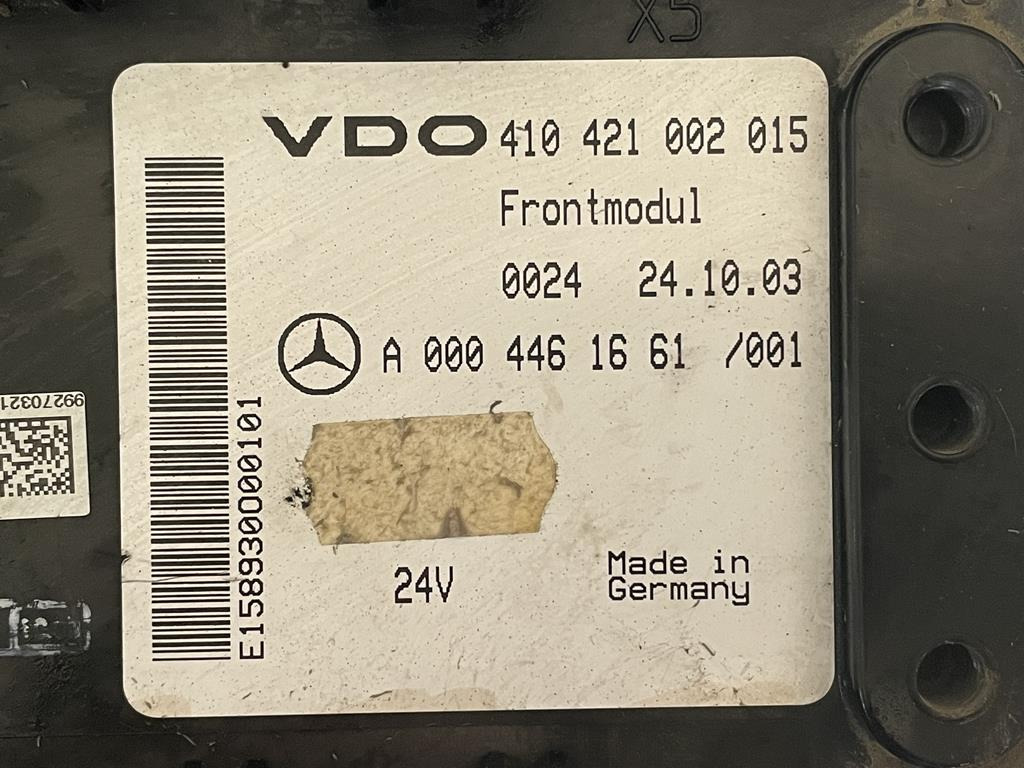 X5
VDO 410 421 002 015
Frontmodul
0024 24.10.03
A 000 446 16 61 /001
E158930000101
24V
Made in
Germany